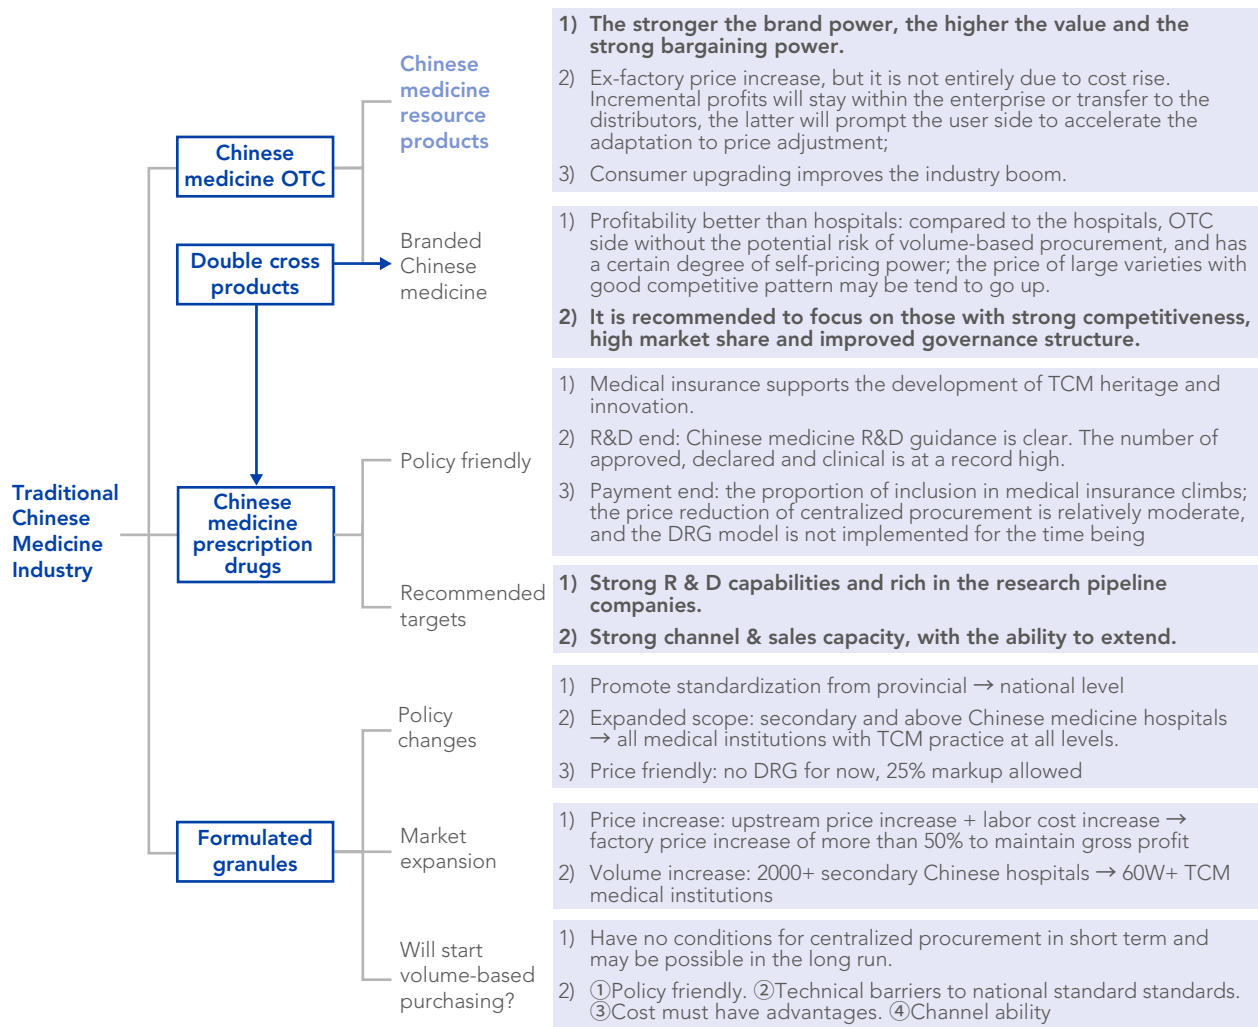 Traditional
Chinese
Medicine
Industry
Chinese
medicine OTC
Chinese
medicine
resource
products
1) The stronger the brand power, the higher the value and the
strong bargaining power.
2) Ex-factory price increase, but it is not entirely due to cost rise.
Incremental profits will stay within the enterprise or transfer to the
distributors, the latter will prompt the user side to accelerate the
adaptation to price adjustment;
3) Consumer upgrading improves the industry boom.
Double cross
products
Branded
Chinese
medicine
1) Profitability better than hospitals: compared to the hospitals, OTC
side without the potential risk of volume-based procurement, and has
a certain degree of self-pricing power; the price of large varieties with
good competitive pattern may be tend to go up.
2) It is recommended to focus on those with strong competitiveness,
high market share and improved governance structure.
Chinese
medicine
prescription
drugs
Policy friendly
1) Medical insurance supports the development of TCM heritage and
innovation.
2) R&D end: Chinese medicine R&D guidance is clear. The number of
approved, declared and clinical is at a record high.
3) Payment end: the proportion of inclusion in medical insurance climbs;
the price reduction of centralized procurement is relatively moderate,
and the DRG model is not implemented for the time being
Recommended
targets
1) Strong R & D capabilities and rich in the research pipeline
companies.
2) Strong channel & sales capacity, with the ability to extend.
Formulated
granules
Policy
changes
1) Promote standardization from provincial → national level
2) Expanded scope: secondary and above Chinese medicine hospitals
→ all medical institutions with TCM practice at all levels.
3) Price friendly: no DRG for now, 25% markup allowed
Market
expansion
1) Price increase: upstream price increase + labor cost increase →
factory price increase of more than 50% to maintain gross profit
2) Volume increase: 2000+ secondary Chinese hospitals → 60W+ TCM
medical institutions
Will start
volume-based
purchasing?
1) Have no conditions for centralized procurement in short term and
may be possible in the long run.
2) ①Policy friendly. ②Technical barriers to national standard standards.
③Cost must have advantages. ④Channel ability